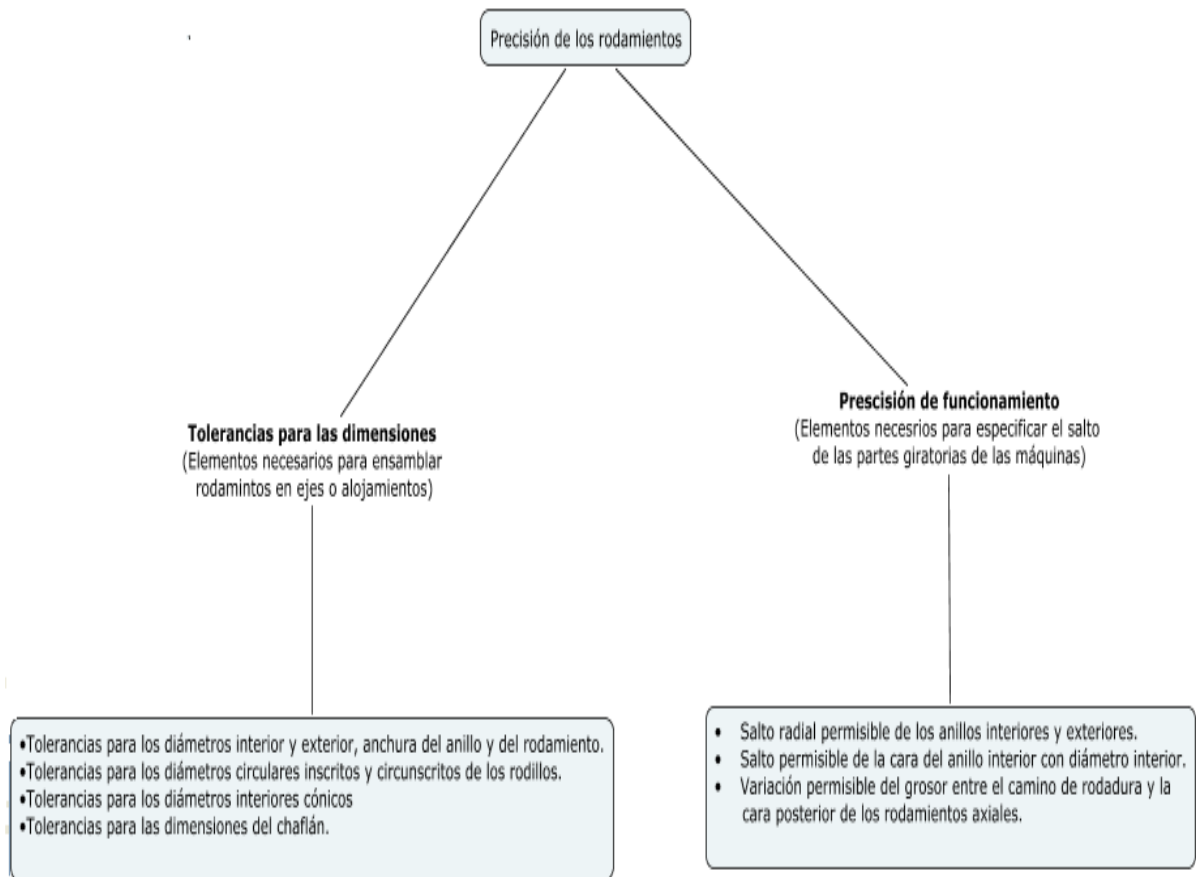 Precisión de los rodamientos
Tolerancias para las dimensiones
(Elementos necesarios para ensamblar
rodamintos en ejes o alojamientos)
Prescisión de funcionamiento
(Elementos necesrios para especificar el salto
de las partes giratorias de las máquinas)
•Tolerancias para los diámetros interior y exterior, anchura del anillo y del rodamiento.
•Tolerancias para los diámetros circulares inscritos y circunscritos de los rodillos.
•Tolerancias para los diámetros interiores cónicos
•Tolerancias para las dimensiones del chaflán.
• Salto radial permisible de los anillos interiores y exteriores.
• Salto permisible de la cara del anillo interior con diámetro interior.
• Variación permisible del grosor entre el camino de rodadura y la
cara posterior de los rodamientos axiales.